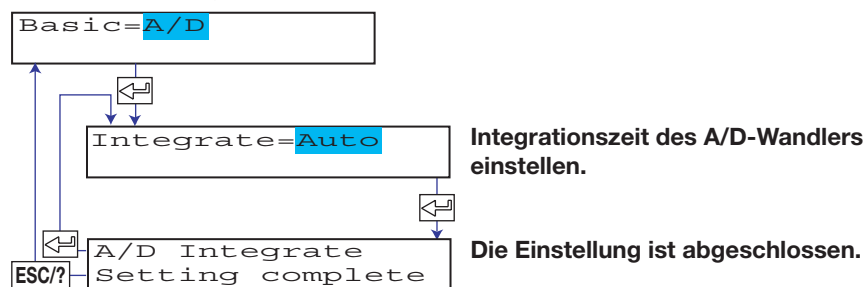 Basic=A/D
Integrate=Auto
Integrationszeit des A/D-Wandlers
einstellen.
A/D Integrate
Setting complete
Die Einstellung ist abgeschlossen.
ESC/?